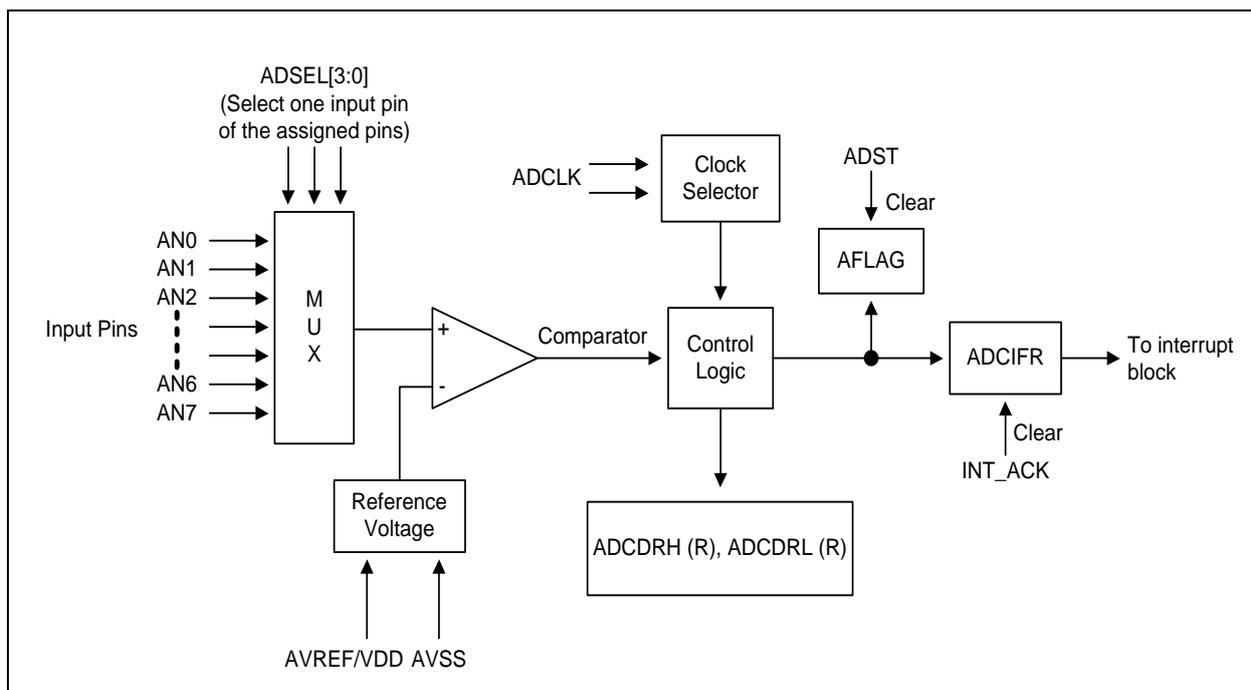 ADSEL[3:0]
(Select one input pin
of the assigned pins)
ADCLK
Clock
Selector
ADST
Clear
AFLAG
Input Pins
AN0
AN1
AN2
AN6
AN7
M
U
X
+
-
Comparator
Control
Logic
ADCIFR
To interrupt
block
Clear
INT_ACK
Reference
Voltage
ADCDRH (R), ADCDRL (R)
AVREF/VDD AVSS